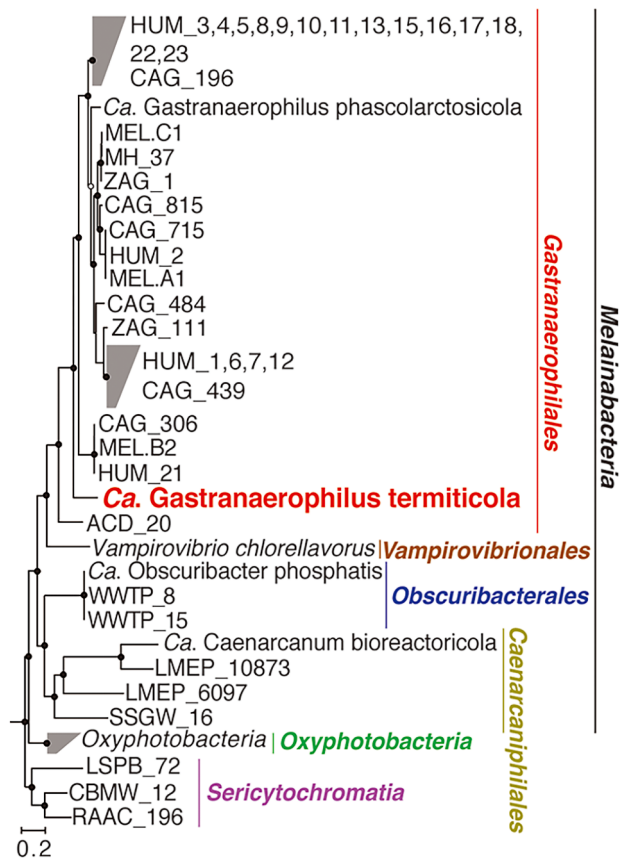 HUM_3,4,5,8,9,10,11,13,15,16,17,18,
22,23
CAG_196
Ca. Gastranaerophilus phascolarctosicola
MEL.C1
MH_37
ZAG_1
CAG_815
CAG_715
HUM_2
MEL.A1
CAG_484
ZAG_111
HUM_1,6,7,12
CAG_439
CAG_306
MEL.B2
HUM_21
Ca. Gastranaerophilus termiticola
ACD_20
Gastranaerophilales
Melainabacteria
Vampirovibrio chlorellavorus Vampirovibrionales
Ca. Obscuribacter phosphatis
WWTP_8
WWTP_15
Obscuribacterales
Ca. Caenarcanum bioreactoricola
LMEP_10873
LMEP_6097
SSGW_16
Caenarcaniphilales
Oxyphotobacteria Oxyphotobacteria
LSPB_72
CBMW_12
RAAC_196
Sericytochromatia
0.2